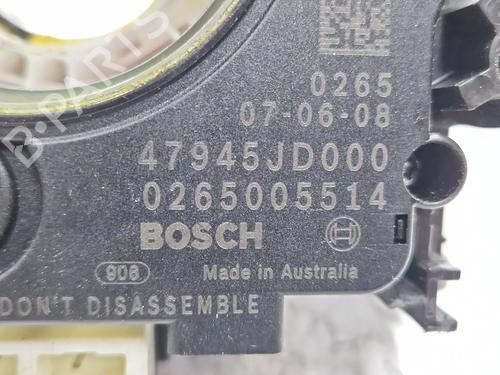 0265
07-06-08
47945JD000
0265005514
BOSCH
906 Made in Australia
DON'T DISASSEMBLE
B-PARTS